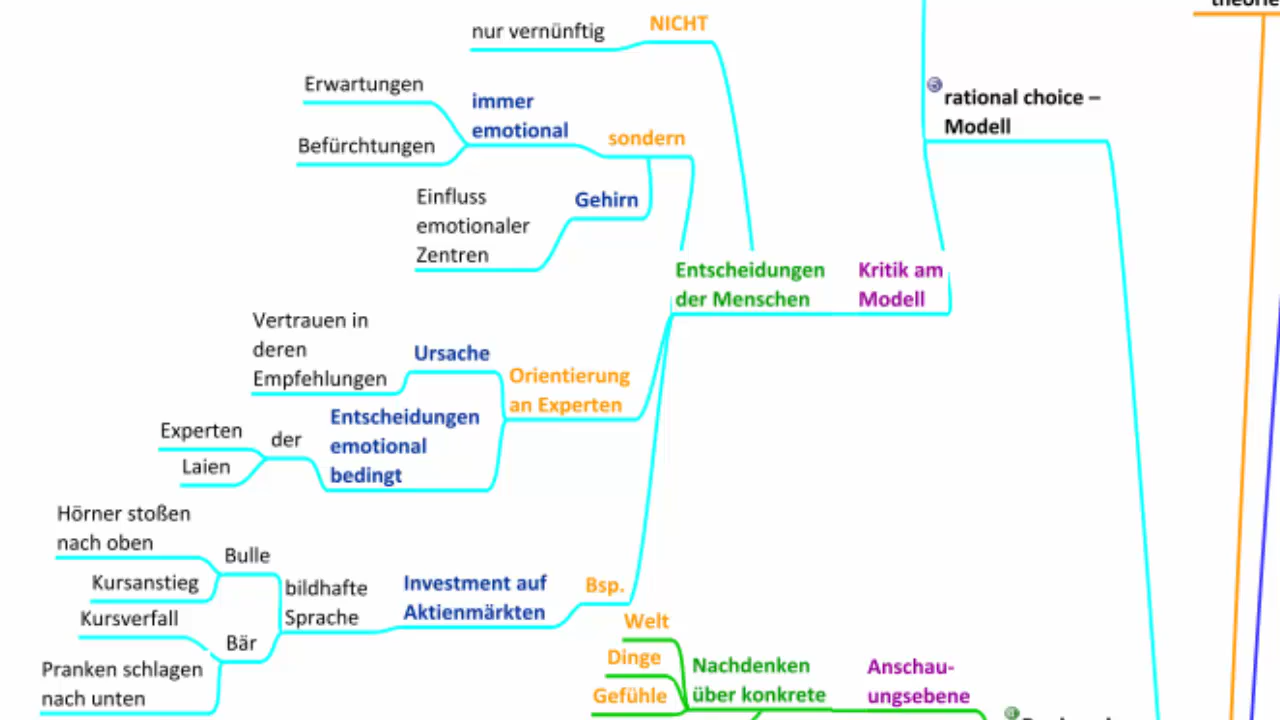 theorie
nur vernünftig
NICHT
Erwartungen
Befürchtungen
immer
emotional
sondern
Einfluss
emotionaler
Zentren
Gehirn
rational choice –
Modell
Entscheidungen
der Menschen
Kritik am
Modell
Vertrauen in
deren
Empfehlungen
Ursache
Orientierung
an Experten
Experten
Laien
der
Entscheidungen
emotional
bedingt
Hörner stoßen
nach oben
Kursanstieg
Bulle
Kursverfall
Pranken schlagen
nach unten
Bär
bildhafte
Sprache
Investment auf
Aktienmärkten
Bsp.
Welt
Dinge
Gefühle
Nachdenken
über konkrete
Anschau-
ungsebene